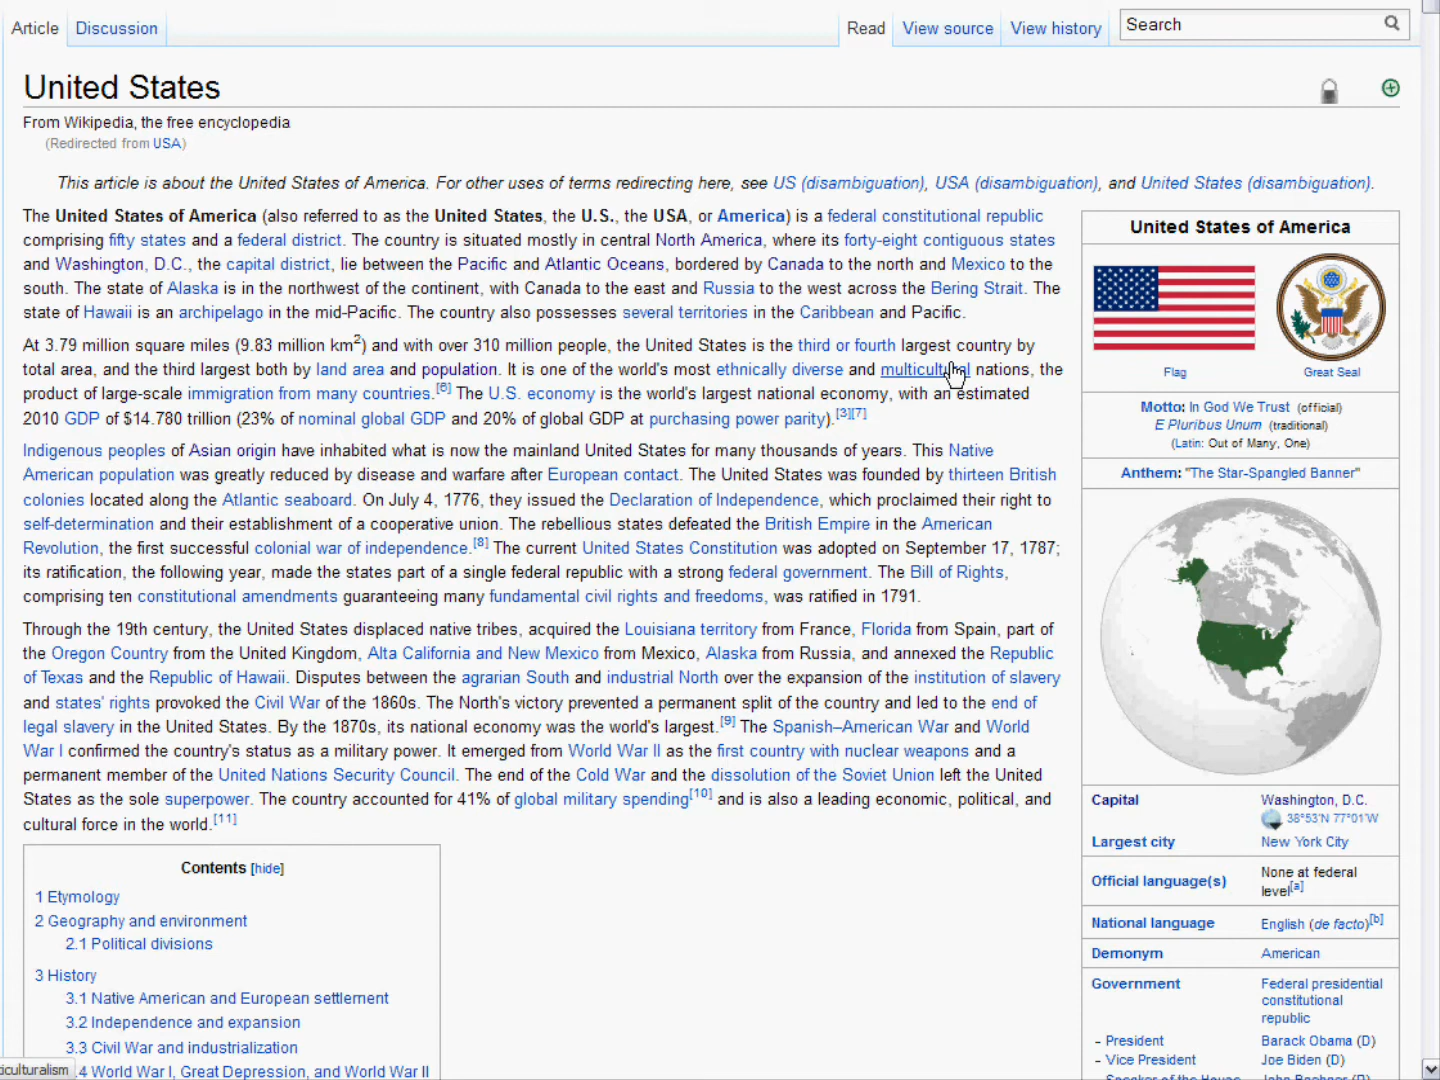 Article
Discussion
Read
View source
View history
Search
United States
From Wikipedia, the free encyclopedia
(Redirected from USA)
This article is about the United States of America. For other uses of terms redirecting here, see US (disambiguation), USA (disambiguation), and United States (disambiguation).
The United States of America (also referred to as the United States, the U.S., the USA, or America) is a federal constitutional republic
comprising fifty states and a federal district. The country is situated mostly in central North America, where its forty-eight contiguous states
and Washington, D.C., the capital district, lie between the Pacific and Atlantic Oceans, bordered by Canada to the north and Mexico to the
south. The state of Alaska is in the northwest of the continent, with Canada to the east and Russia to the west across the Bering Strait. The
state of Hawaii is an archipelago in the mid-Pacific. The country also possesses several territories in the Caribbean and Pacific.
At 3.79 million square miles (9.83 million km2) and with over 310 million people, the United States is the third or fourth largest country by
total area, and the third largest both by land area and population. It is one of the world's most ethnically diverse and multicultural nations, the
product of large-scale immigration from many countries.[6] The U.S. economy is the world's largest national economy, with an estimated
2010 GDP of $14.780 trillion (23% of nominal global GDP and 20% of global GDP at purchasing power parity).[3][7]
Indigenous peoples of Asian origin have inhabited what is now the mainland United States for many thousands of years. This Native
American population was greatly reduced by disease and warfare after European contact. The United States was founded by thirteen British
colonies located along the Atlantic seaboard. On July 4, 1776, they issued the Declaration of Independence, which proclaimed their right to
self-determination and their establishment of a cooperative union. The rebellious states defeated the British Empire in the American
Revolution, the first successful colonial war of independence.[8] The current United States Constitution was adopted on September 17, 1787;
its ratification, the following year, made the states part of a single federal republic with a strong federal government. The Bill of Rights,
comprising ten constitutional amendments guaranteeing many fundamental civil rights and freedoms, was ratified in 1791.
Through the 19th century, the United States displaced native tribes, acquired the Louisiana territory from France, Florida from Spain, part of
the Oregon Country from the United Kingdom, Alta California and New Mexico from Mexico, Alaska from Russia, and annexed the Republic
of Texas and the Republic of Hawaii. Disputes between the agrarian South and industrial North over the expansion of the institution of slavery
and states' rights provoked the Civil War of the 1860s. The North's victory prevented a permanent split of the country and led to the end of
legal slavery in the United States. By the 1870s, its national economy was the world's largest.[9] The Spanish–American War and World
War I confirmed the country's status as a military power. It emerged from World War II as the first country with nuclear weapons and a
permanent member of the United Nations Security Council. The end of the Cold War and the dissolution of the Soviet Union left the United
States as the sole superpower. The country accounted for 41% of global military spending[10] and is also a leading economic, political, and
cultural force in the world.[11]
Contents [hide]
1 Etymology
2 Geography and environment
2.1 Political divisions
3 History
3.1 Native American and European settlement
3.2 Independence and expansion
3.3 Civil War and industrialization
.4 World War I, Great Depression, and World War II
iculturalism
United States of America
Flag
Great Seal
Motto: In God We Trust (official)
E Pluribus Unum (traditional)
(Latin: Out of Many, One)
Anthem: "The Star-Spangled Banner"
Capital Washington, D.C.
38°53′N 77°01′W
Largest city New York City
Official language(s) None at federal
level[a]
National language English (de facto)[b]
Demonym American
Government Federal presidential
constitutional
republic
- President Barack Obama (D)
- Vice President Joe Biden (D)
- Speaker of the House John Boehner (R)